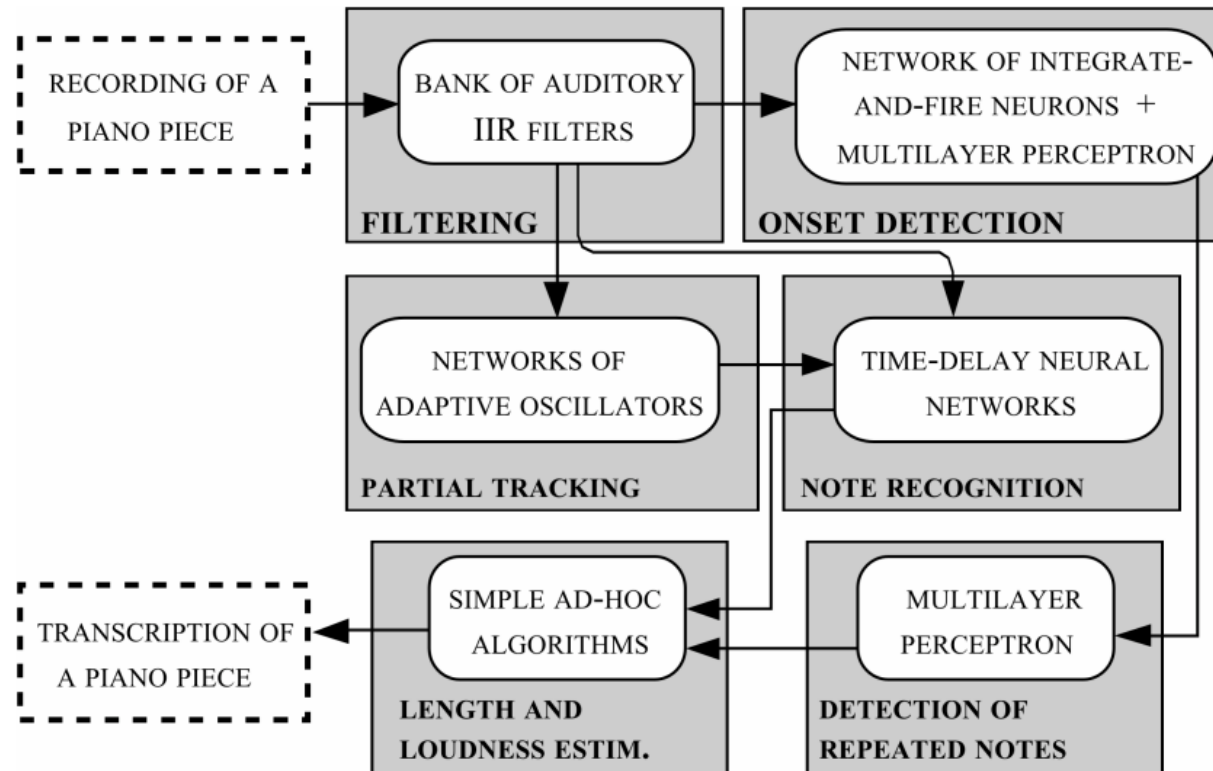 RECORDING OF A
PIANO PIECE
BANK OF AUDITORY
IIR FILTERS
FILTERING
NETWORK OF INTEGRATE-
AND-FIRE NEURONS +
MULTILAYER PERCEPTRON
ONSET DETECTION
NETWORKS OF
ADAPTIVE OSCILLATORS
PARTIAL TRACKING
TIME-DELAY NEURAL
NETWORKS
NOTE RECOGNITION
TRANSCRIPTION OF
A PIANO PIECE
SIMPLE AD-HOC
ALGORITHMS
LENGTH AND
LOUDNESS ESTIM.
MULTILAYER
PERCEPTRON
DETECTION OF
REPEATED NOTES